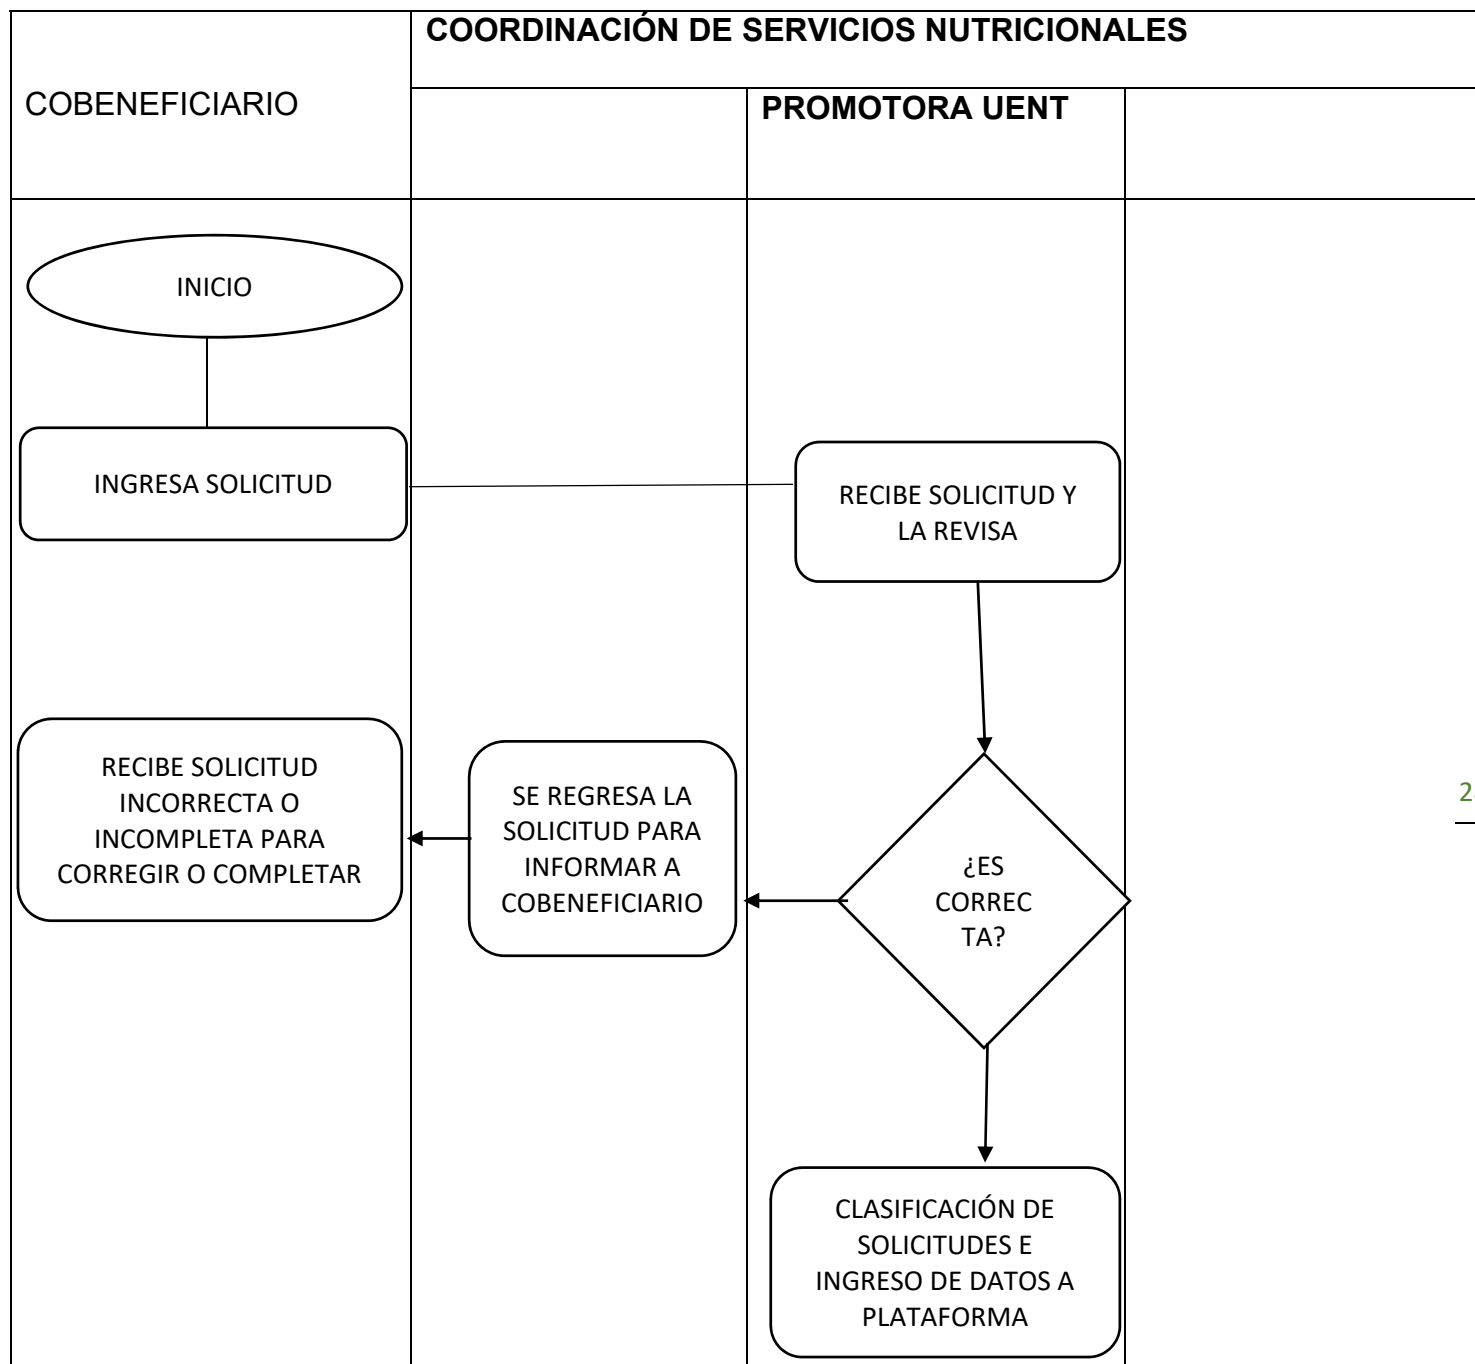 COORDINACIÓN DE SERVICIOS NUTRICIONALES
COBENEFICIARIO
PROMOTORA UENT
INICIO
INGRESA SOLICITUD
RECIBE SOLICITUD Y
LA REVISA
RECIBE SOLICITUD
INCORRECTA O
INCOMPLETA PARA
CORREGIR O COMPLETAR
SE REGRESA LA
SOLICITUD PARA
INFORMAR A
COBENEFICIARIO
¿ES
CORREC
TA?
CLASIFICACIÓN DE
SOLICITUDES E
INGRESO DE DATOS A
PLATAFORMA